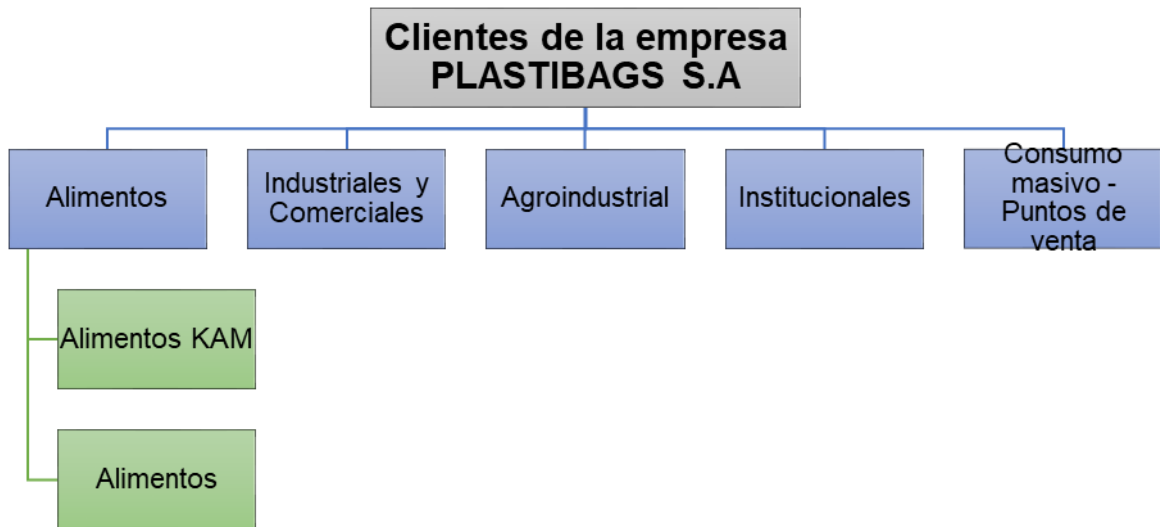 Clientes de la empresa
PLASTIBAGS S.A
Alimentos
Industriales y
Comerciales
Agroindustrial
Institucionales
Consumo
masivo -
Puntos de
venta
Alimentos KAM
Alimentos